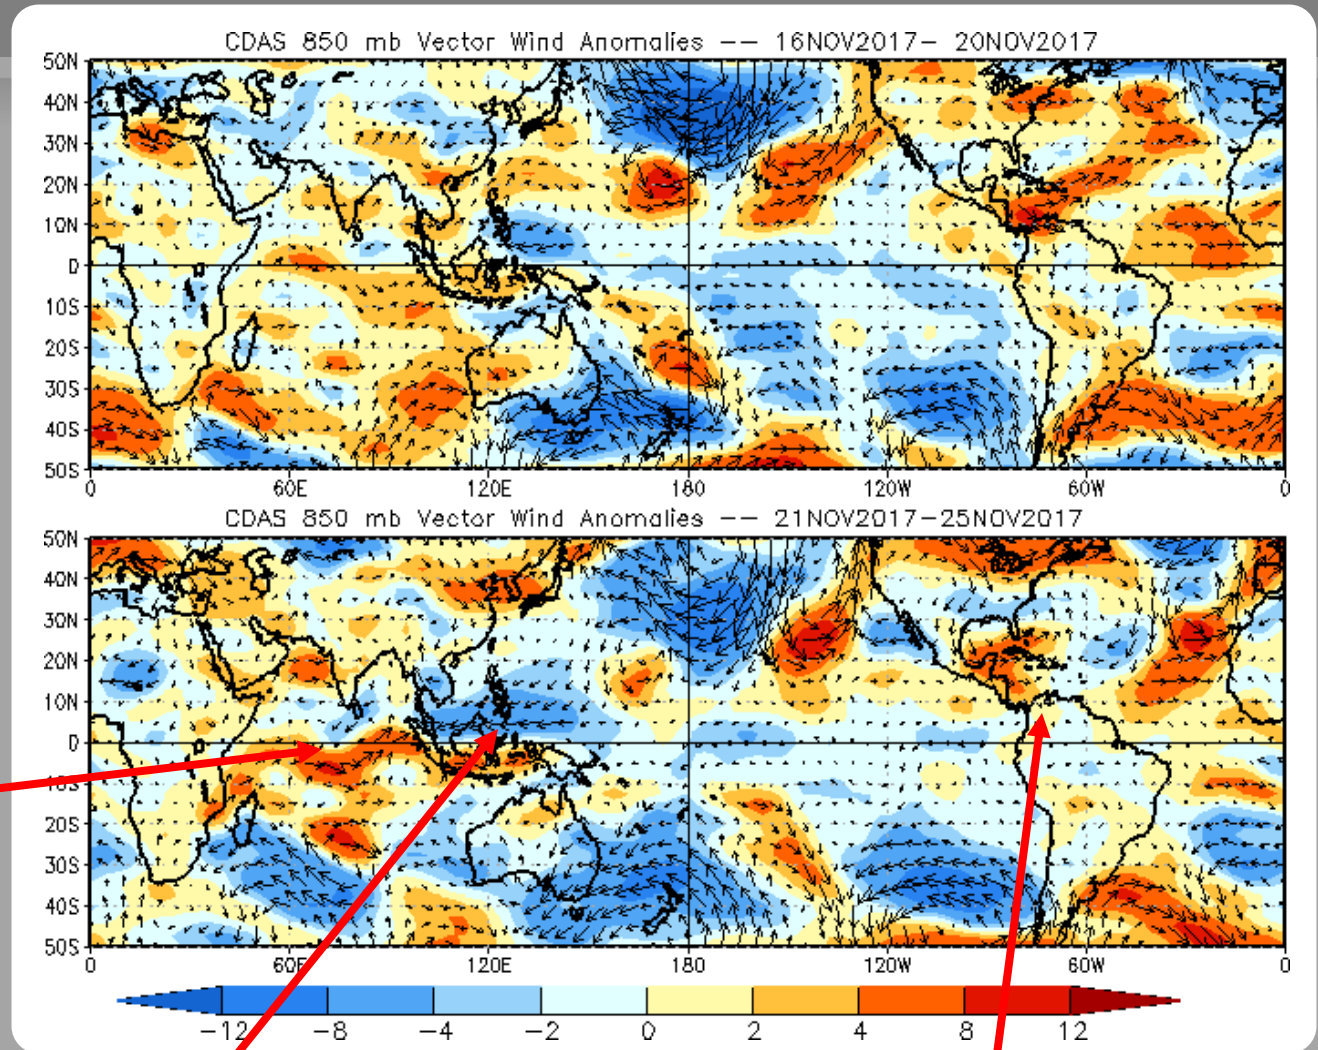 CDAS 850 mb Vector Wind Anomalies –– 16NOV2017– 20NOV2017
50N
40N
30N
20N
10N
0
10S
20S
30S
40S
50S
0 60E 120E 180 120W 60W 0
CDAS 850 mb Vector Wind Anomalies –– 21NOV2017–25NOV2017
50N
40N
30N
20N
10N
0
10S
20S
30S
40S
50S
0 60E 120E 180 120W 60W 0
−12 −8 −4 −2 0 2 4 8 12